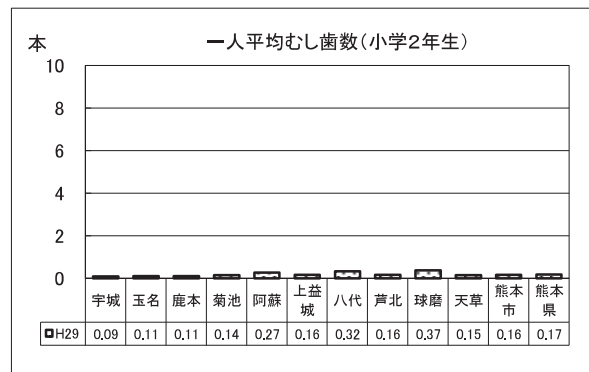 本
一人平均むし歯数(小学2年生)
10
8
6
4
2
0
宇城 玉名 鹿本 菊池 阿蘇 上益城 八代 芦北 球磨 天草 熊本市 熊本県
H29 0.09 0.11 0.11 0.14 0.27 0.16 0.32 0.16 0.37 0.15 0.16 0.17